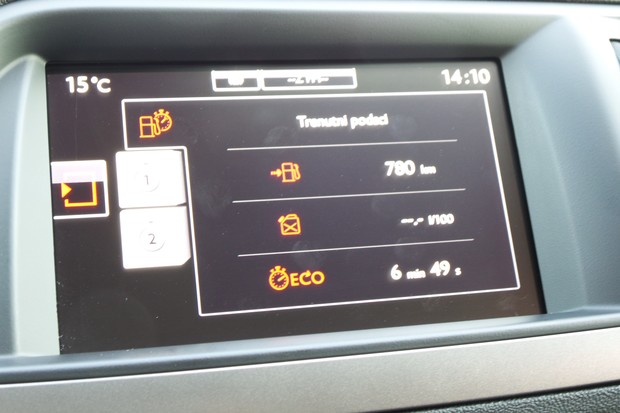 15°C
14:10
Trenutni podaci
780 km
1
--,- l/100
2
ECO 6 min 49 s